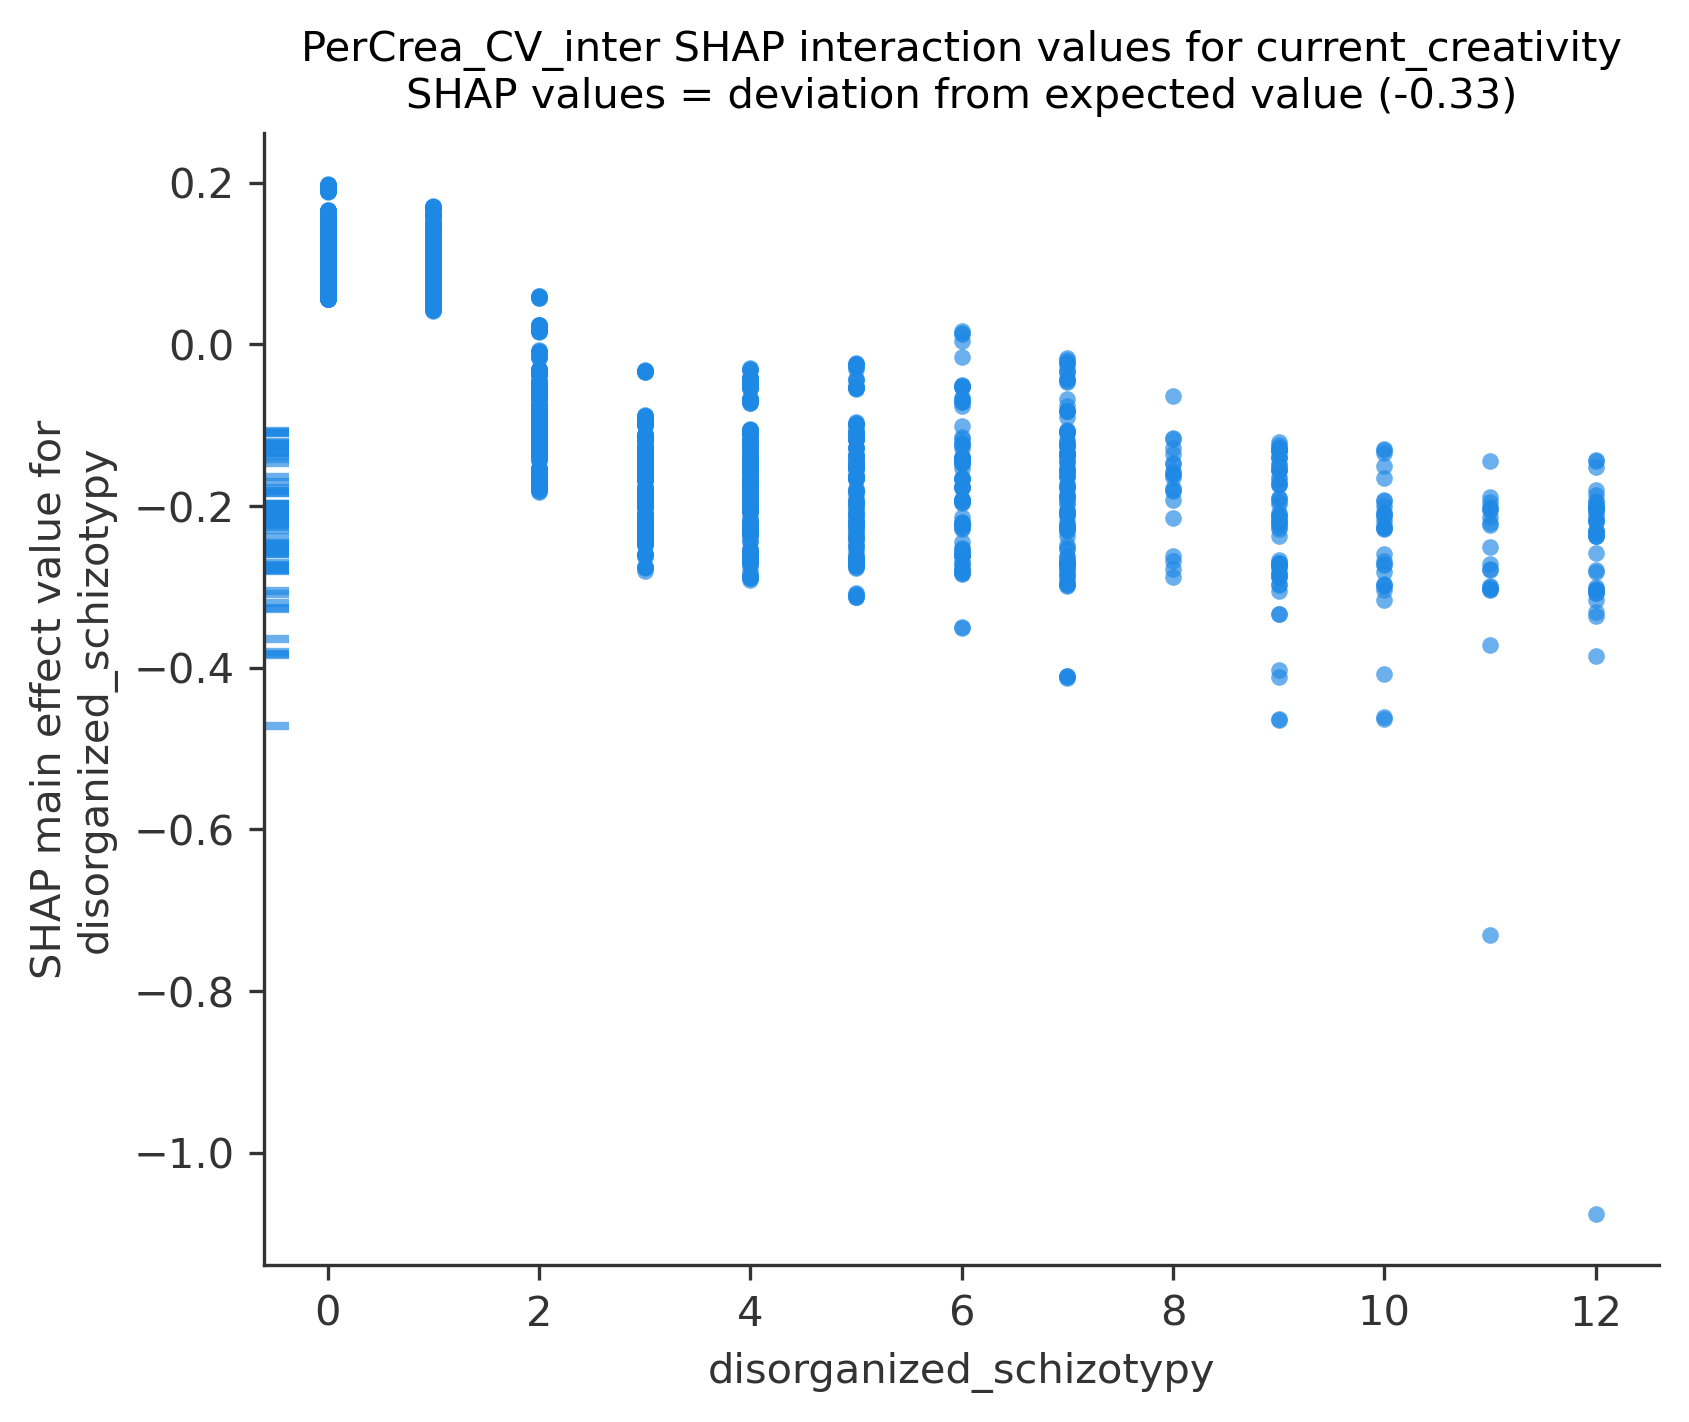 PerCrea_CV_inter SHAP interaction values for current_creativity
SHAP values = deviation from expected value (-0.33)
SHAP main effect value for
disorganized_schizotypy
0.2
0.0
−0.2
−0.4
−0.6
−0.8
−1.0
0 2 4 6 8 10 12
disorganized_schizotypy